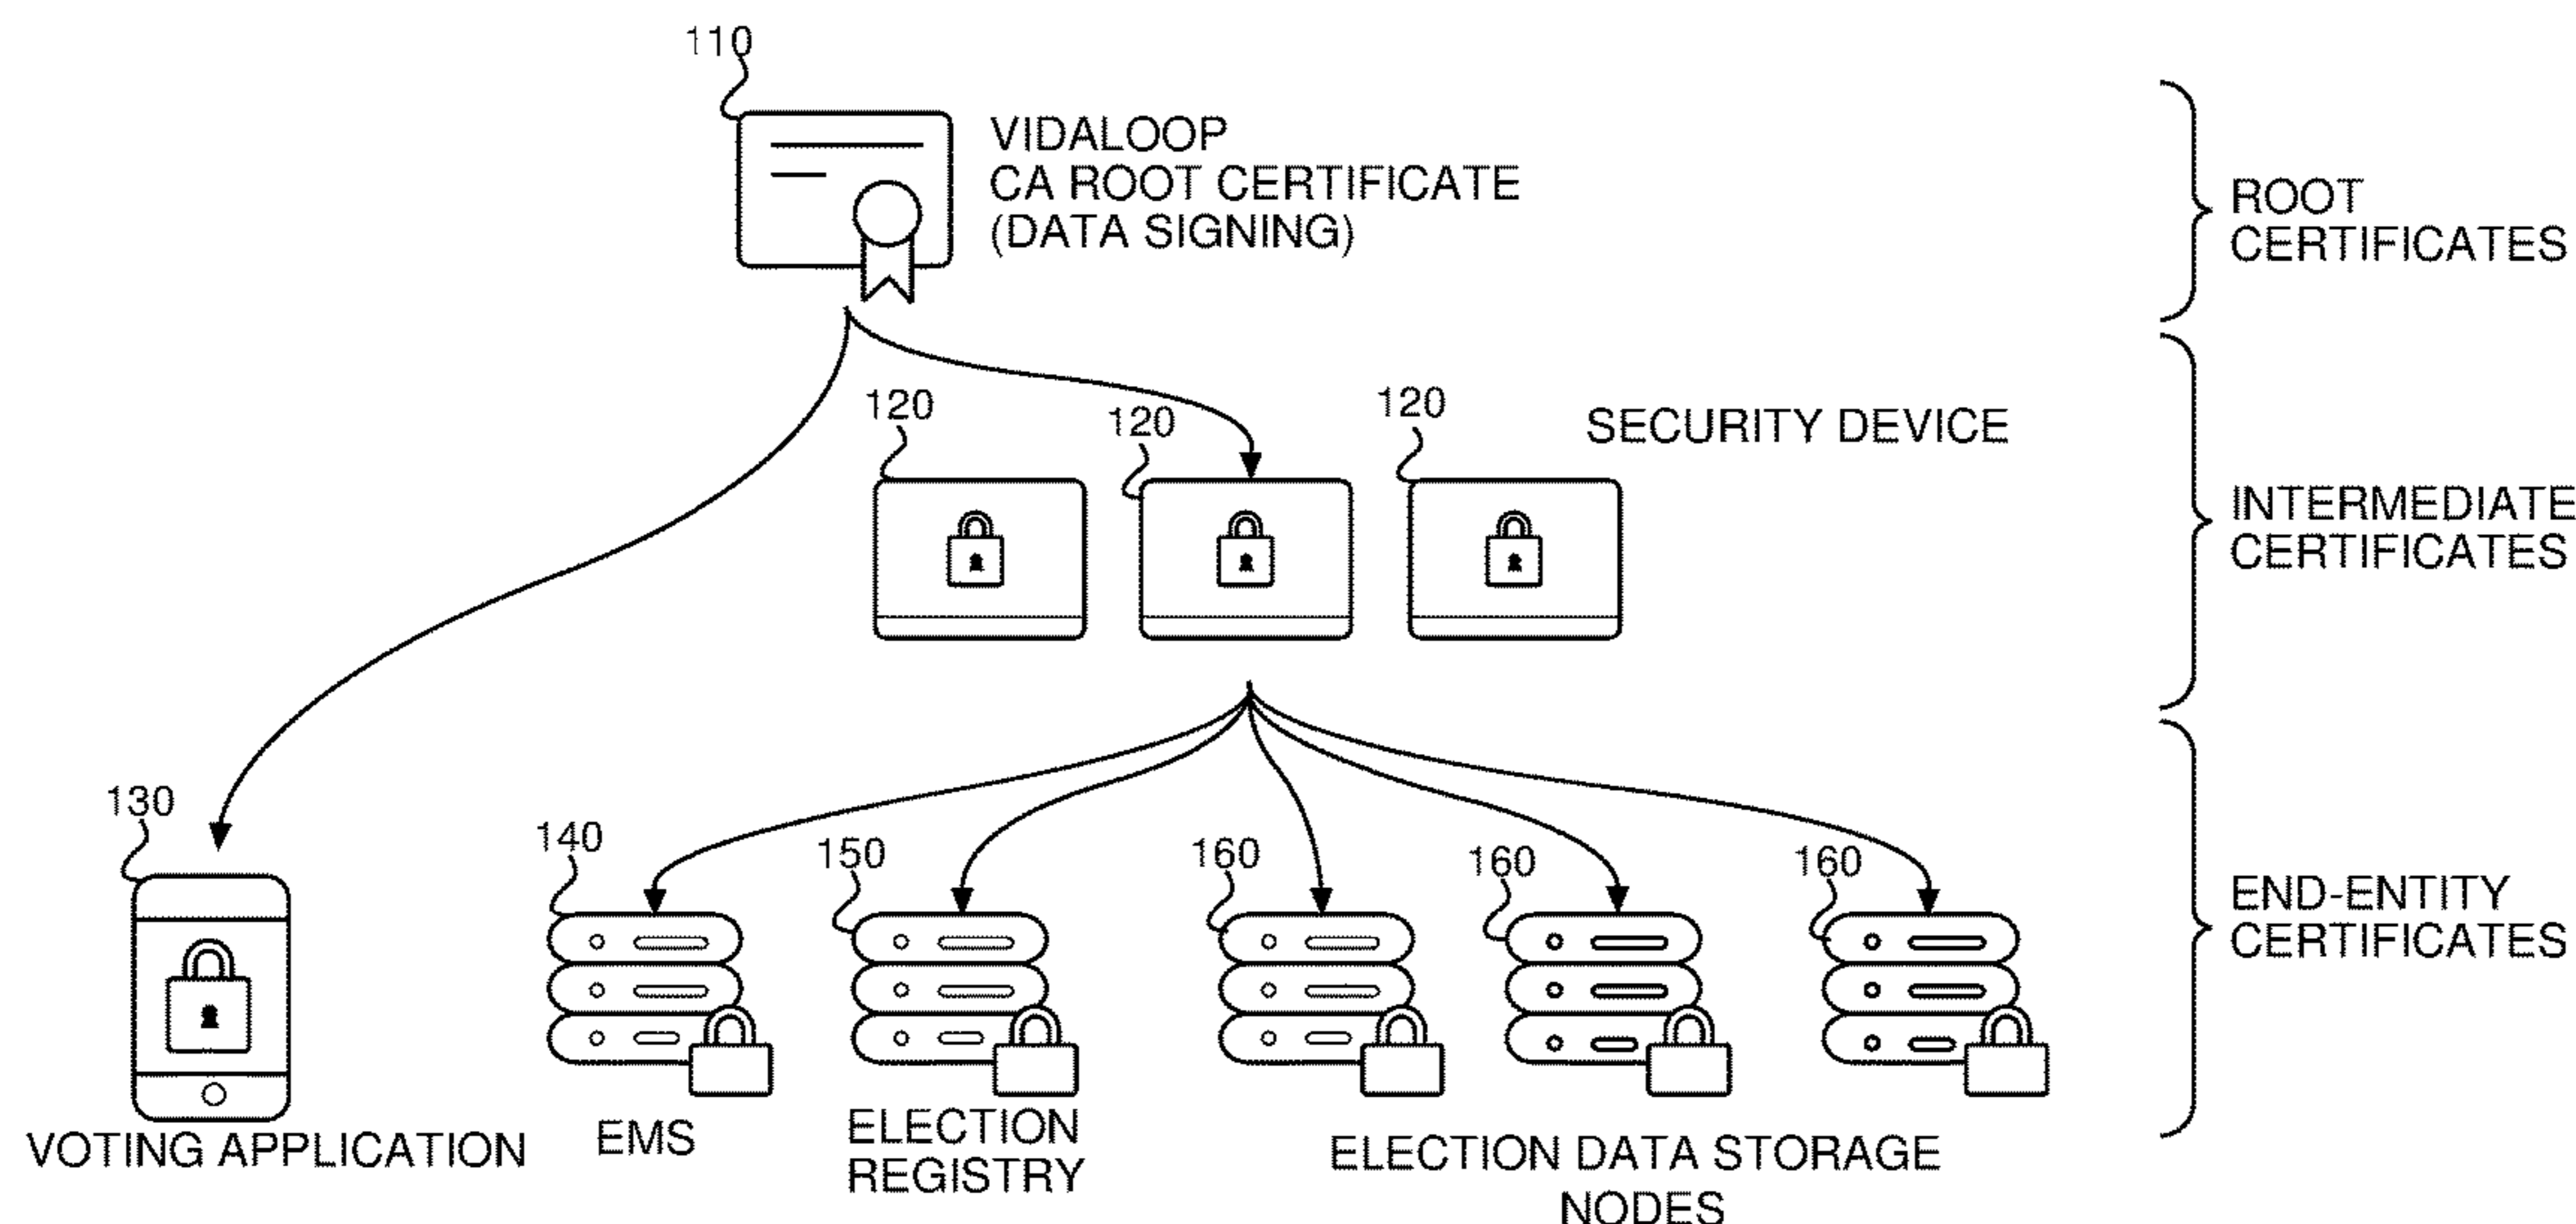 110
VIDALOOP
CA ROOT CERTIFICATE
(DATA SIGNING)
ROOT
CERTIFICATES
120
120
120
SECURITY DEVICE
INTERMEDIATE
CERTIFICATES
130
140
150
160
160
160
END-ENTITY
CERTIFICATES
VOTING APPLICATION
EMS
ELECTION
REGISTRY
ELECTION DATA STORAGE
NODES